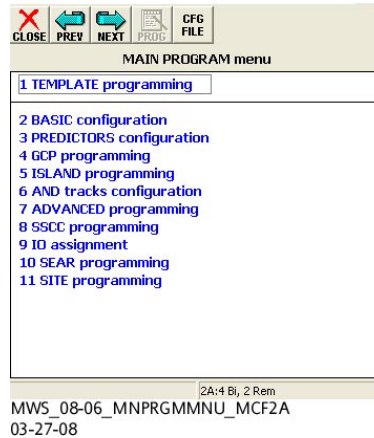 CLOSE PREV NEXT PROG CFG FILE
MAIN PROGRAM menu
1 TEMPLATE programming
2 BASIC configuration
3 PREDICTORS configuration
4 GCP programming
5 ISLAND programming
6 AND tracks configuration
7 ADVANCED programming
8 SSCC programming
9 IO assignment
10 SEAR programming
11 SITE programming
2A:4 Bi, 2 Rem
MWS_08-06_MNPRGMMNU_MCF2A
03-27-08